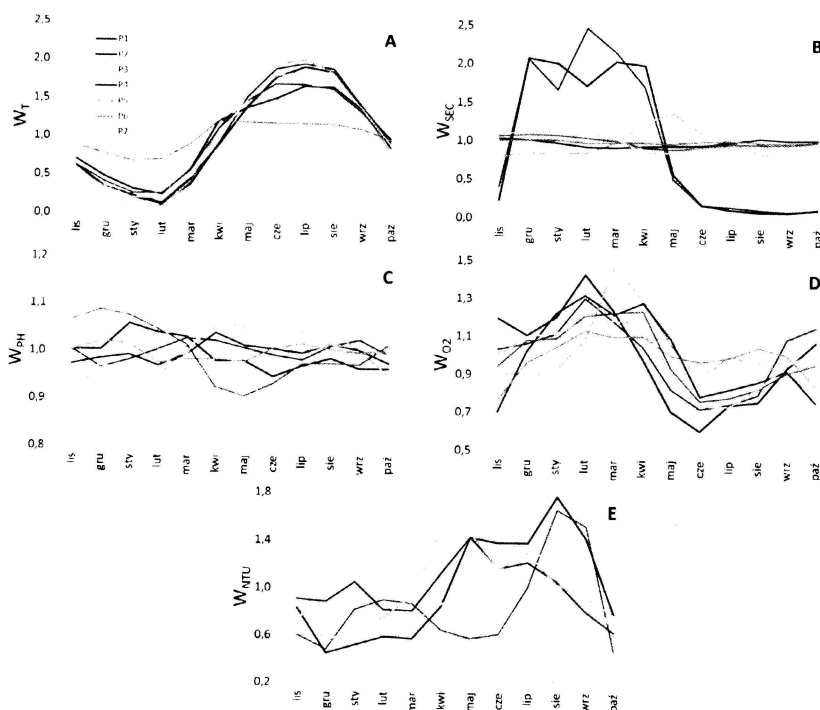 A
W_T
2,5
2,0
1,5
1,0
0,5
0,0
P1
P2
P3
P4
P5
P6
P7
lis gru sty lut mar kwi maj cze lip sie wrz paź
B
W_SEC
2,5
2,0
1,5
1,0
0,5
0,0
lis gru sty lut mar kwi maj cze lip sie wrz paź
C
W_PH
1,2
1,1
1,0
0,9
0,8
lis gru sty lut mar kwi maj cze lip sie wrz paź
D
W_O2
1,5
1,3
1,1
0,9
0,7
0,5
lis gru sty lut mar kwi maj cze lip sie wrz paź
E
W_NTU
1,8
1,4
1,0
0,6
0,2
lis gru sty lut mar kwi maj cze lip sie wrz paź